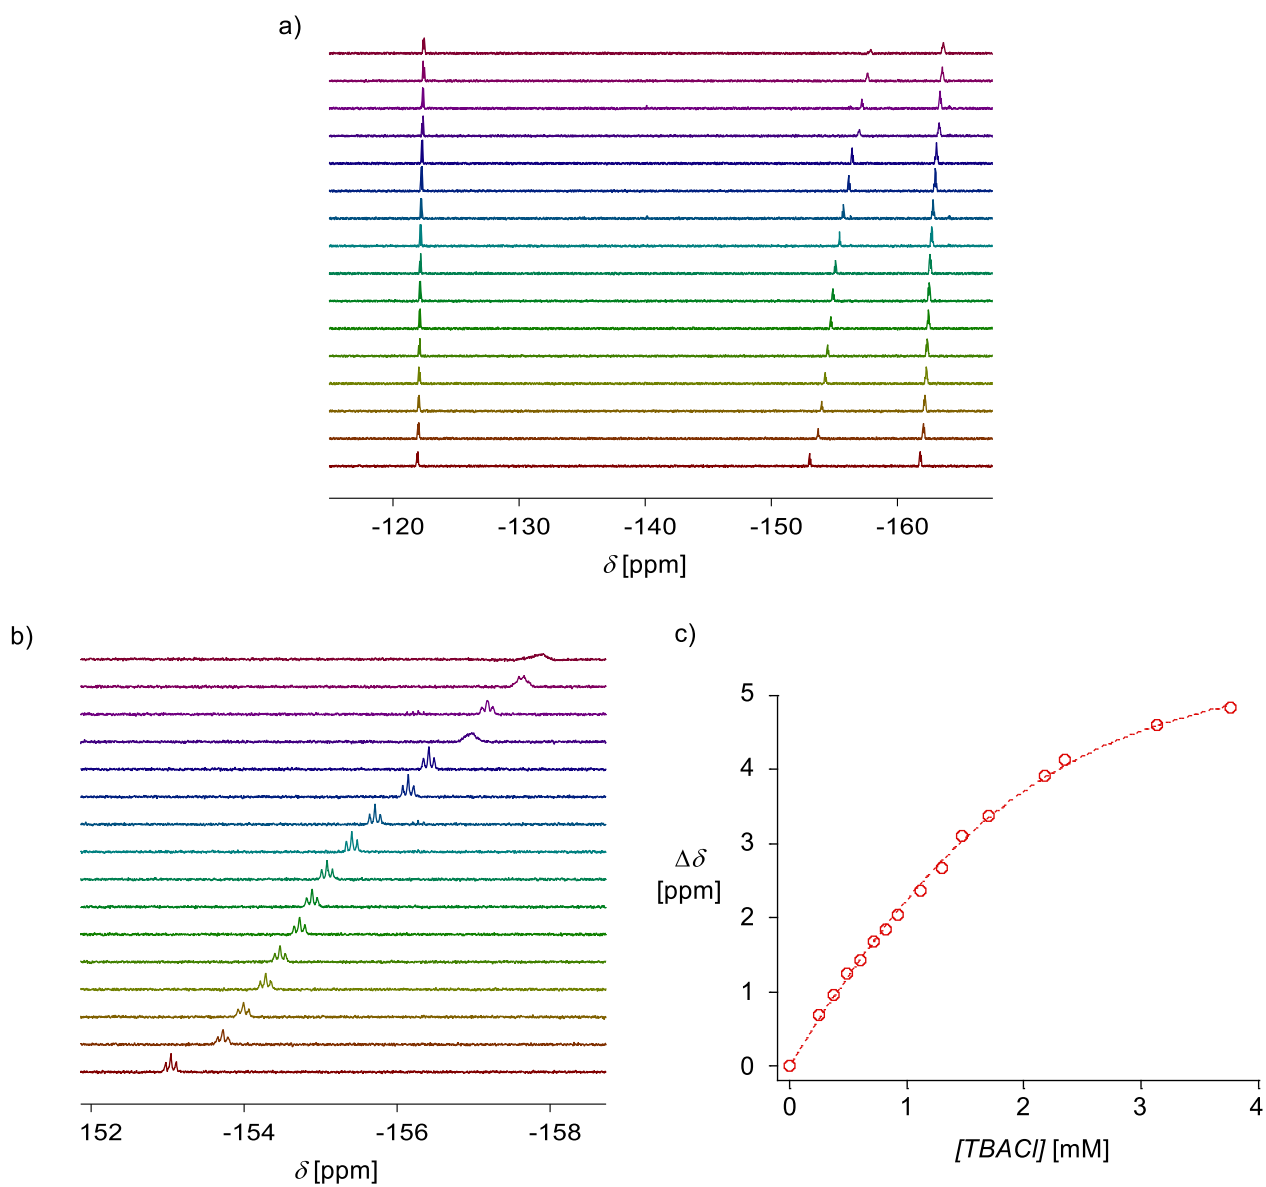 a)
-120 -130 -140 -150 -160
δ [ppm]
b)
152 -154 -156 -158
δ [ppm]
c)
5
4
3
2
1
0
Δδ
[ppm]
0 1 2 3 4
[TBACl] [mM]